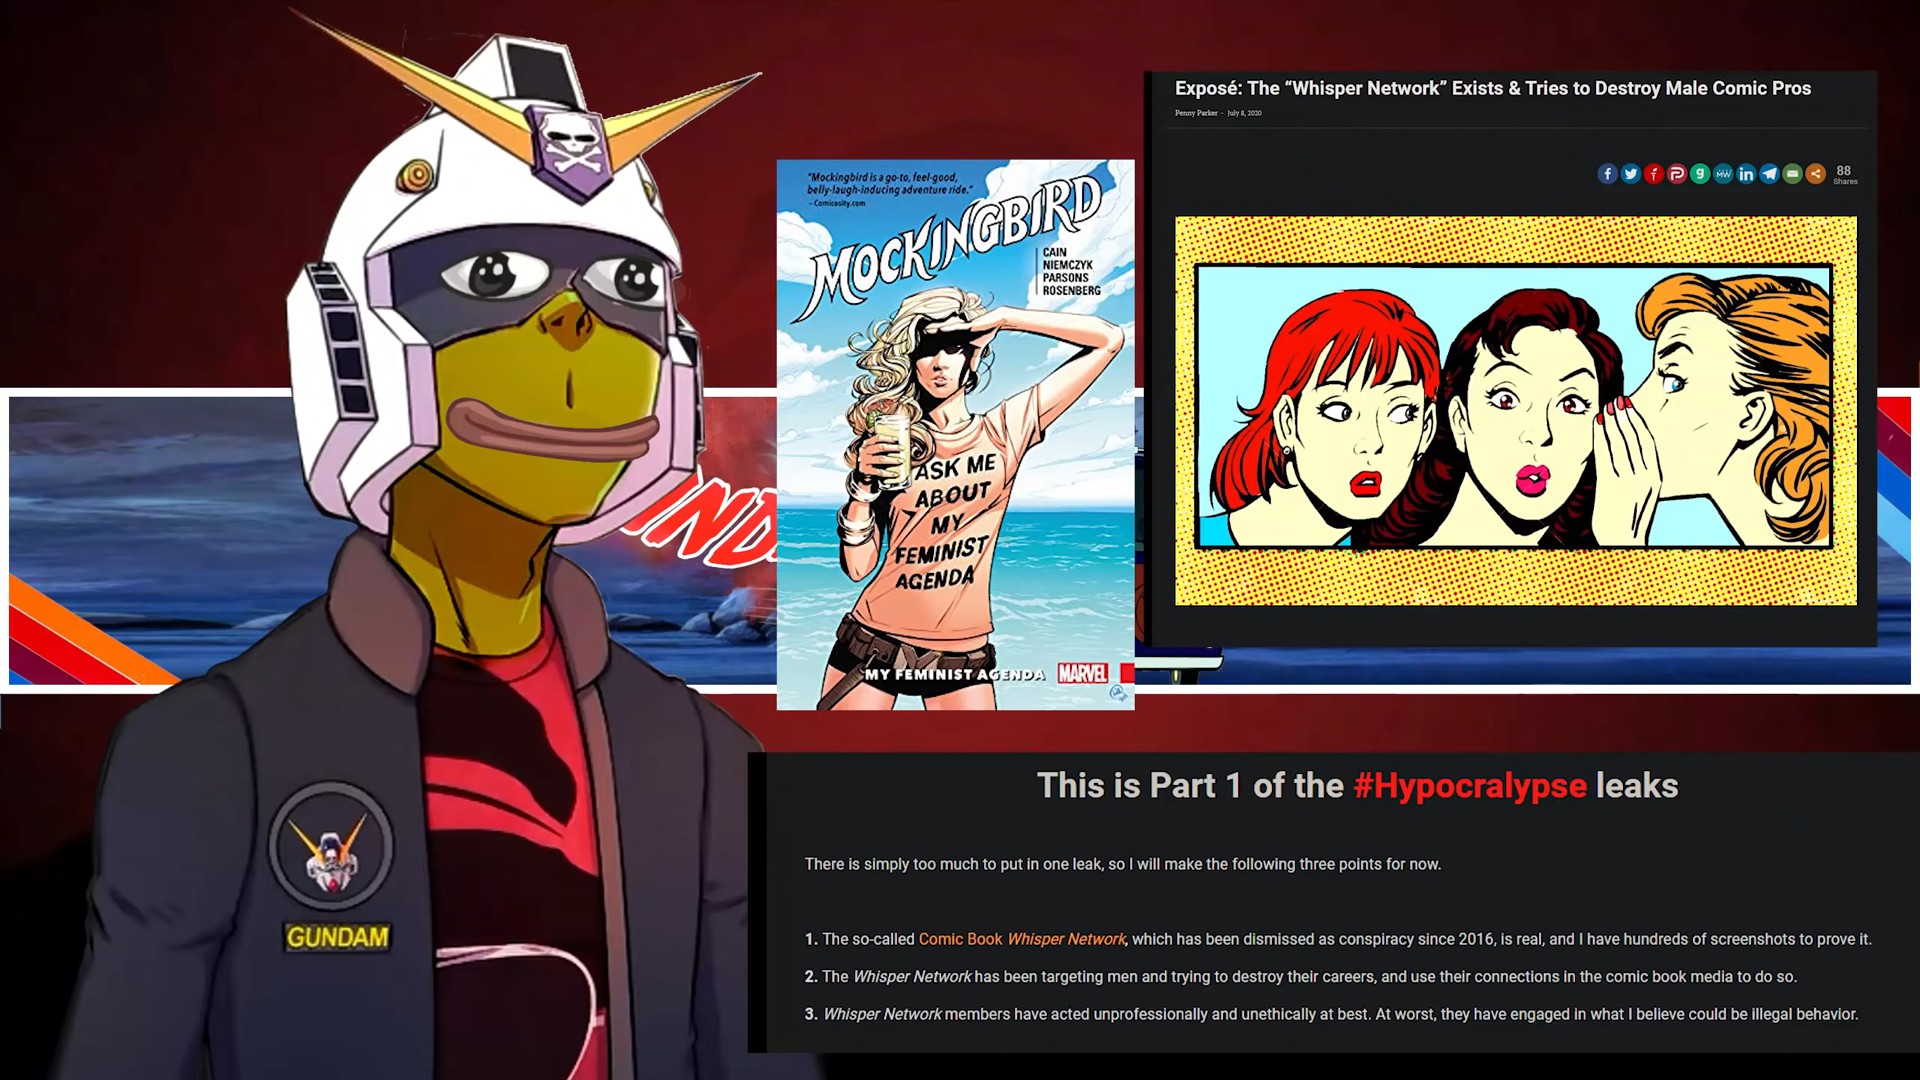 Exposé: The “Whisper Network” Exists & Tries to Destroy Male Comic Pros
Penny Parker - July 8, 2020
88
Shares
"Mockingbird is a go-to, feel-good,
belly-laugh-inducing adventure ride."
- Comicosity.com
MOCKINGBIRD
CAIN
NIEMCZYK
PARSONS
ROSENBERG
ASK ME
ABOUT
MY
FEMINIST
AGENDA
MY FEMINIST AGENDA
MARVEL
GUNDAM
This is Part 1 of the #Hypocralypse leaks
There is simply too much to put in one leak, so I will make the following three points for now.
1. The so-called Comic Book Whisper Network, which has been dismissed as conspiracy since 2016, is real, and I have hundreds of screenshots to prove it.
2. The Whisper Network has been targeting men and trying to destroy their careers, and use their connections in the comic book media to do so.
3. Whisper Network members have acted unprofessionally and unethically at best. At worst, they have engaged in what I believe could be illegal behavior.